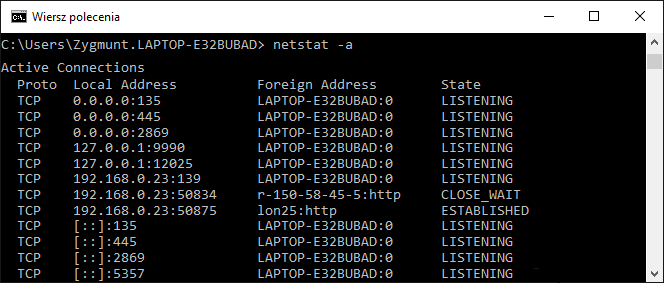 Wiersz polecenia
C:\Users\Zygmunt.LAPTOP-E32BUBAD> netstat -a
Active Connections
Proto  Local Address          Foreign Address        State
TCP    0.0.0.0:135            LAPTOP-E32BUBAD:0      LISTENING
TCP    0.0.0.0:445            LAPTOP-E32BUBAD:0      LISTENING
TCP    0.0.0.0:2869           LAPTOP-E32BUBAD:0      LISTENING
TCP    127.0.0.1:9990         LAPTOP-E32BUBAD:0      LISTENING
TCP    127.0.0.1:12025        LAPTOP-E32BUBAD:0      LISTENING
TCP    192.168.0.23:139       LAPTOP-E32BUBAD:0      LISTENING
TCP    192.168.0.23:50834     r-150-58-45-5:http     CLOSE_WAIT
TCP    192.168.0.23:50875     lon25:http             ESTABLISHED
TCP    [::]:135               LAPTOP-E32BUBAD:0      LISTENING
TCP    [::]:445               LAPTOP-E32BUBAD:0      LISTENING
TCP    [::]:2869              LAPTOP-E32BUBAD:0      LISTENING
TCP    [::]:5357              LAPTOP-E32BUBAD:0      LISTENING